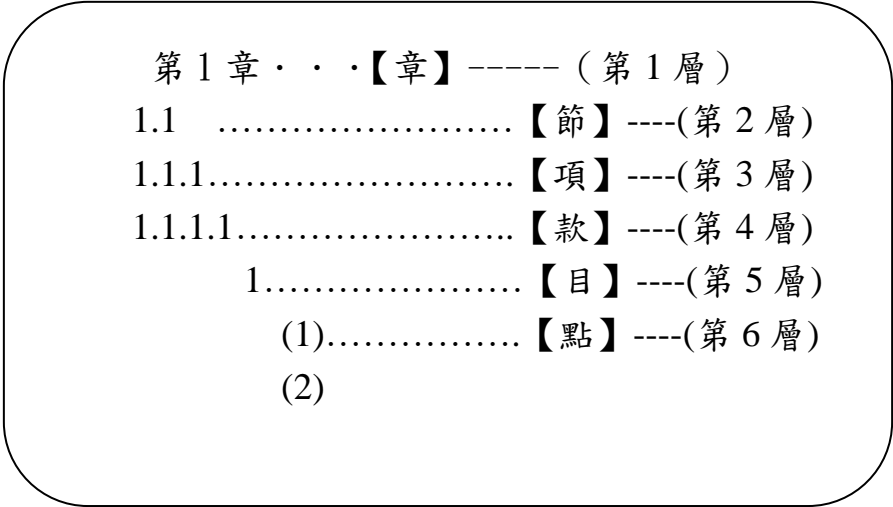 第 1 章・・・【章】-----（第 1 層）
1.1 ……………………【節】----(第 2 層)
1.1.1…………………….【項】----(第 3 層)
1.1.1.1…………………..【款】----(第 4 層)
1…………………【目】----(第 5 層)
(1)…………….【點】----(第 6 層)
(2)